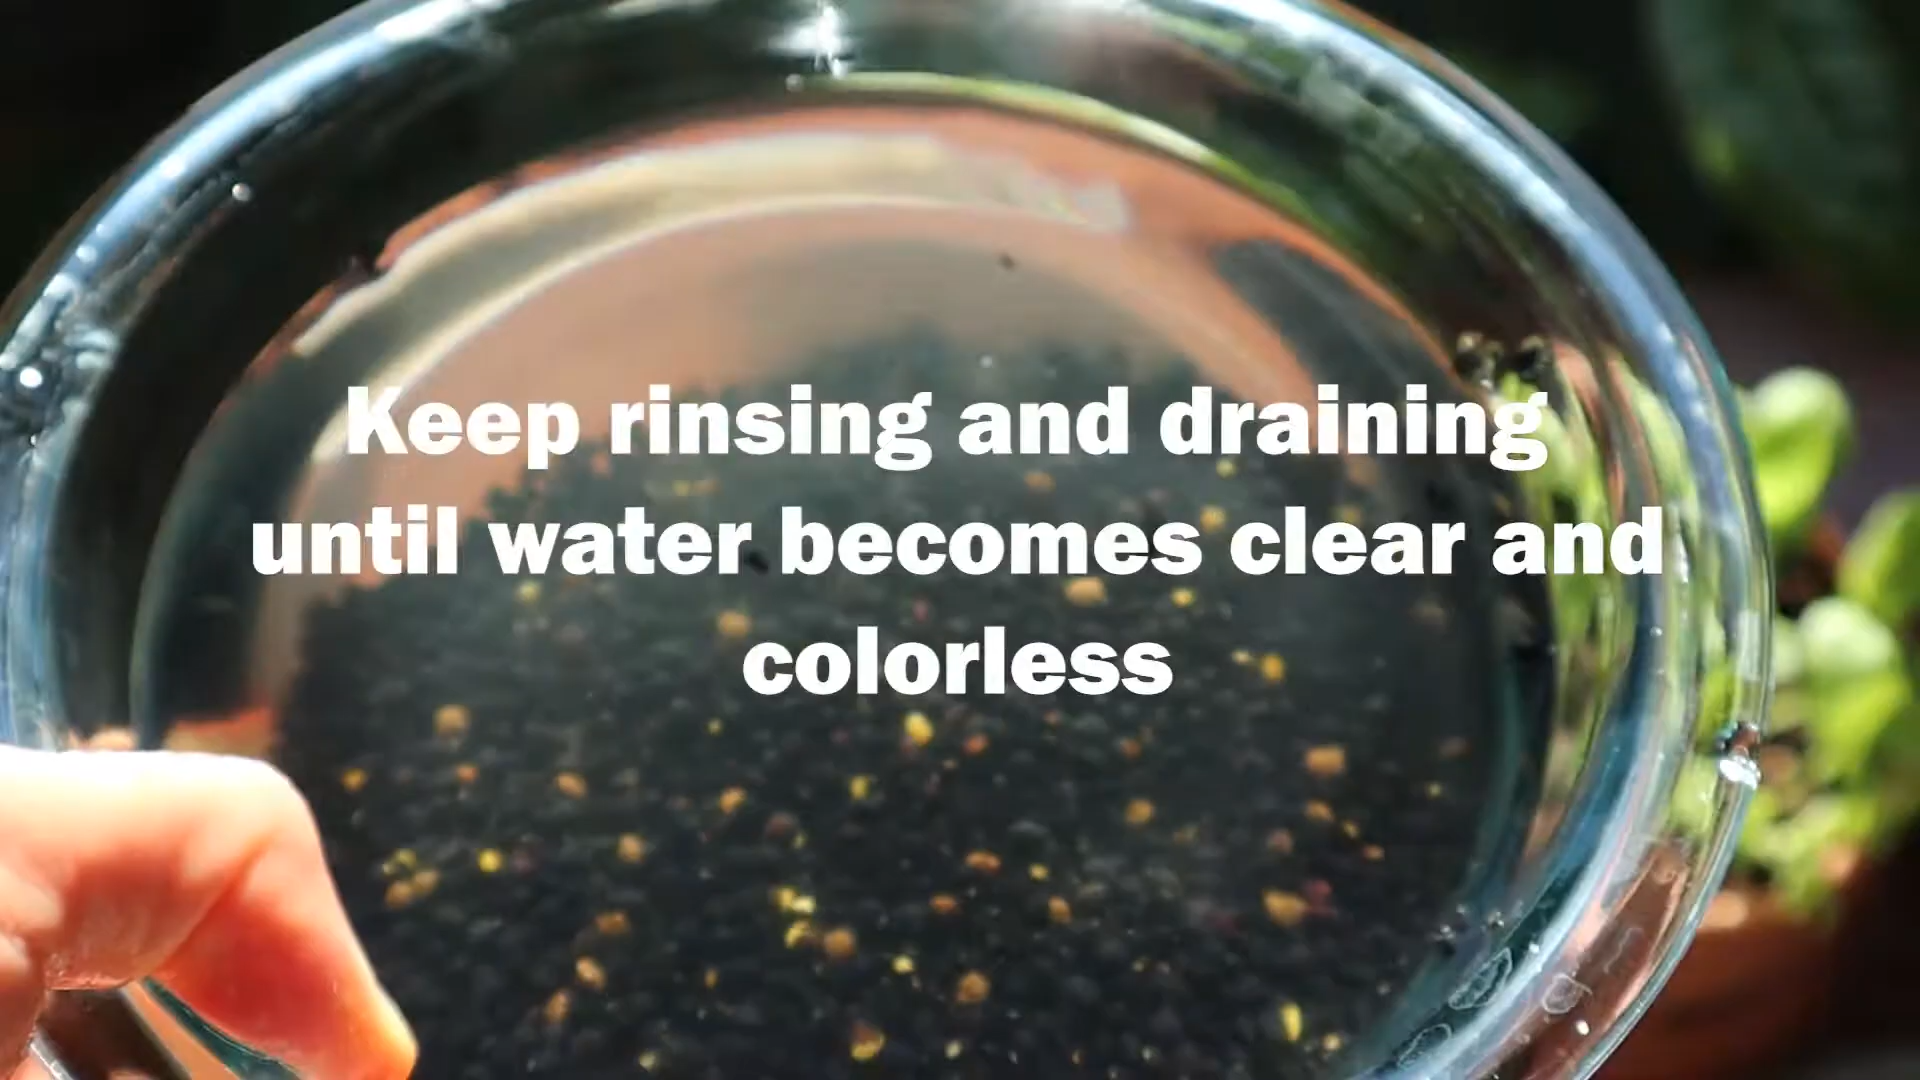 Keep rinsing and draining
until water becomes clear and
colorless